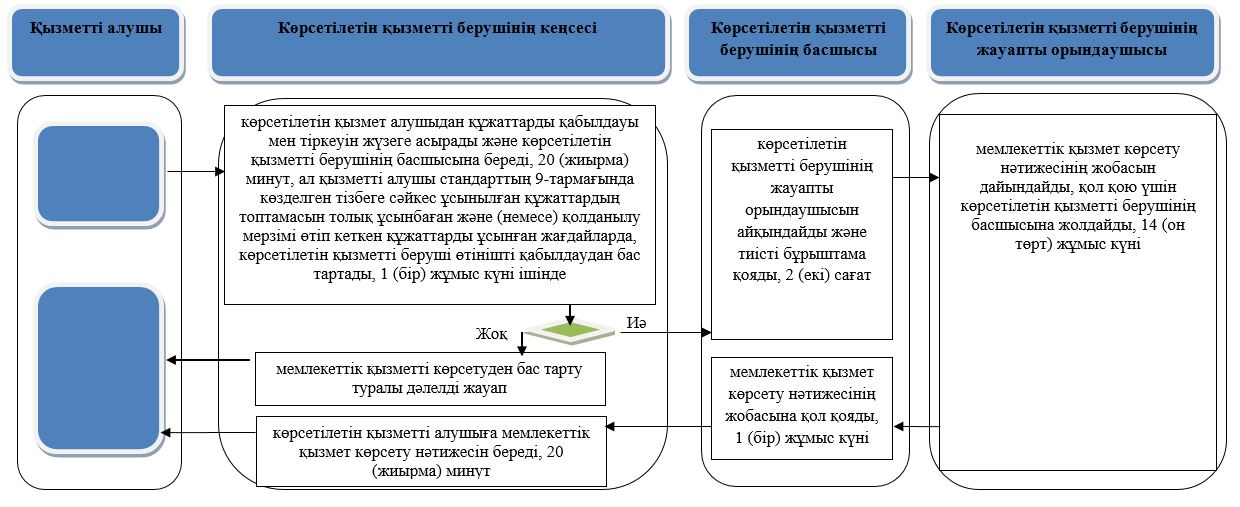 Қызметті алушы
Көрсетілетін қызметті берушінің кеңсесі
Көрсетілетін қызметті
берушінің басшысы
Көрсетілетін қызметті берушінің
жауапты орындаушысы
көрсетілетін қызмет алушыдан құжаттарды қабылдауы
мен тіркеуін жүзеге асырады және көрсетілетін
қызметті берушінің басшысына береді, 20 (жиырма)
минут, ал қызметті алушы стандарттың 9-тармағында
көзделген тізбеге сәйкес ұсынылған құжаттардың
топтамасын толық ұсынбаған және (немесе) қолданылу
мерзімі өтіп кеткен құжаттарды ұсынған жағдайларда,
көрсетілетін қызметті беруші өтінішті қабылдаудан бас
тартады, 1 (бір) жұмыс күні ішінде
Жоқ
Иә
мемлекеттік қызметті көрсетуден бас тарту
туралы дәлелді жауап
көрсетілетін қызметті алушыға мемлекеттік
қызмет көрсету нәтижесін береді, 20
(жиырма) минут
көрсетілетін
қызметті берушінің
жауапты
орындаушысын
айқындайды және
тиісті бұрыштама
қояды, 2 (екі) сағат
мемлекеттік қызмет
көрсету нәтижесінің
жобасына қол қояды,
1 (бір) жұмыс күні
мемлекеттік қызмет көрсету
нәтижесінің жобасын
дайындайды, қол қою үшін
көрсетілетін қызметті берушінің
басшысына жолдайды, 14 (он
төрт) жұмыс күні